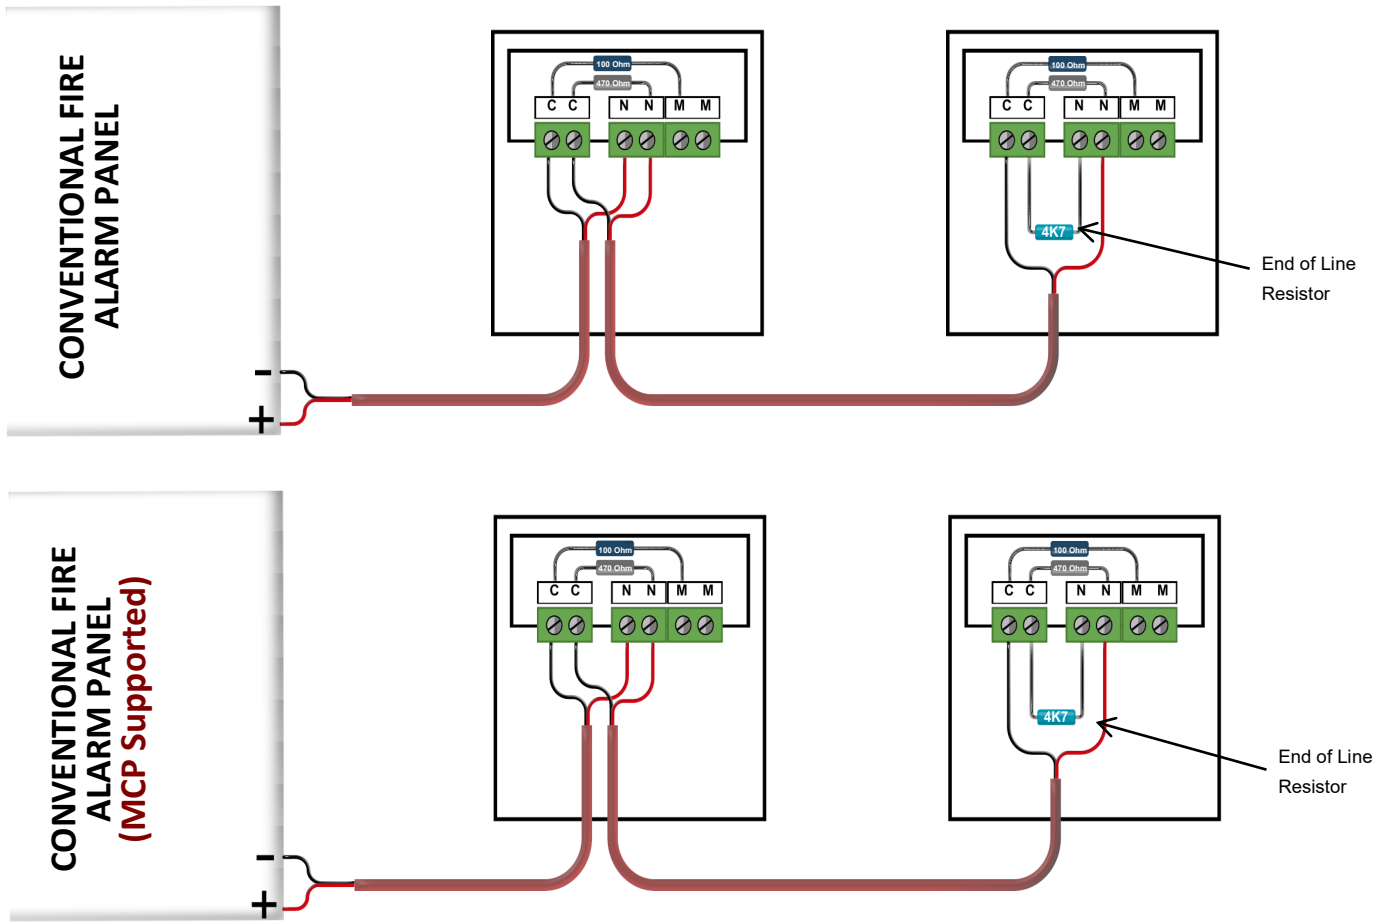 CONVENTIONAL FIRE
ALARM PANEL
-
+
100 Ohm
470 Ohm
C C N N M M
100 Ohm
470 Ohm
C C N N M M
4K7
End of Line
Resistor
CONVENTIONAL FIRE
ALARM PANEL
(MCP Supported)
-
+
100 Ohm
470 Ohm
C C N N M M
100 Ohm
470 Ohm
C C N N M M
4K7
End of Line
Resistor